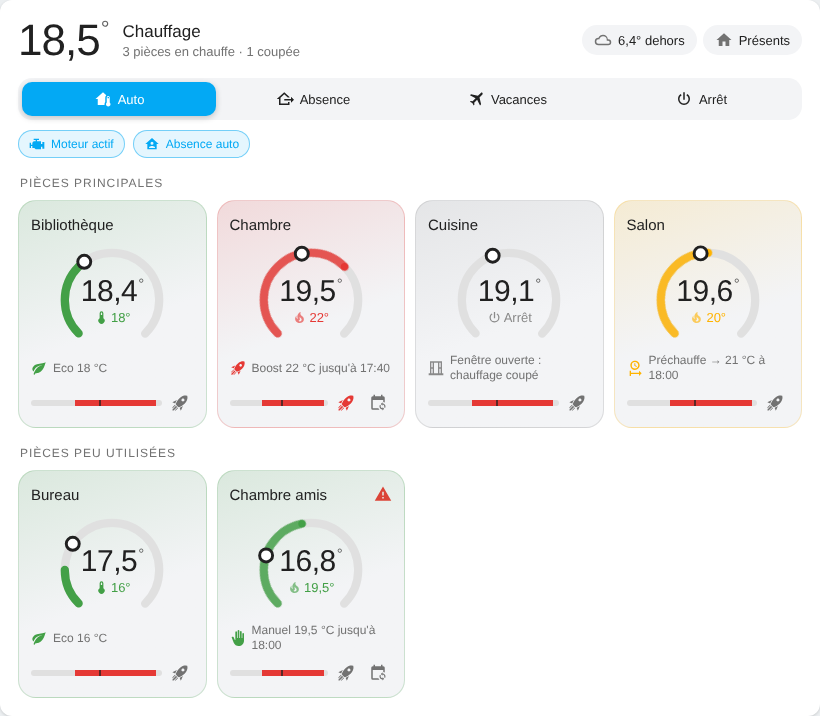 18,5°
Chauffage
3 pièces en chauffe · 1 coupée
6,4° dehors
Présents
Auto
Absence
Vacances
Arrêt
Moteur actif
Absence auto
PIÈCES PRINCIPALES
Bibliothèque
18,4°
18°
Eco 18 °C
Chambre
19,5°
22°
Boost 22 °C jusqu'à 17:40
Cuisine
19,1°
Arrêt
Fenêtre ouverte :
chauffage coupé
Salon
19,6°
20°
Préchauffe → 21 °C à
18:00
PIÈCES PEU UTILISÉES
Bureau
17,5°
16°
Eco 16 °C
Chambre amis
16,8°
19,5°
Manuel 19,5 °C jusqu'à
18:00